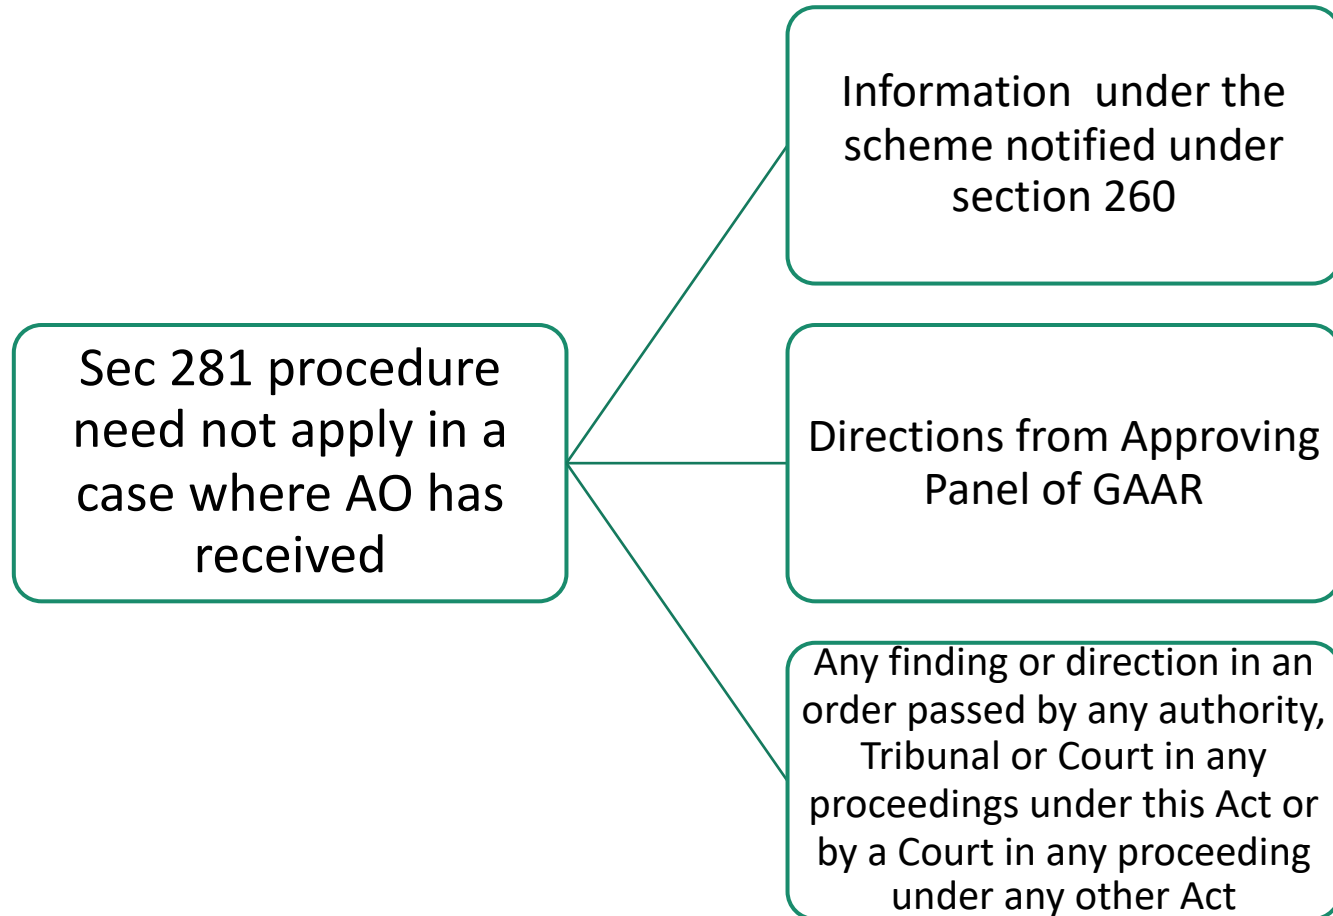 Information under the
scheme notified under
section 260
Sec 281 procedure
need not apply in a
case where AO has
received
Directions from Approving
Panel of GAAR
Any finding or direction in an
order passed by any authority,
Tribunal or Court in any
proceedings under this Act or
by a Court in any proceeding
under any other Act